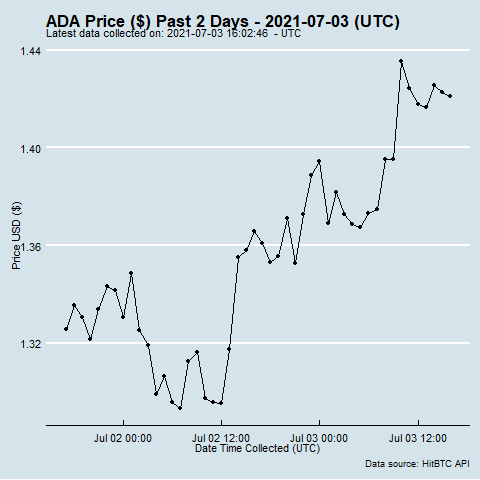 ADA Price ($) Past 2 Days - 2021-07-03 (UTC)
Latest data collected on: 2021-07-03 16:02:46 - UTC
1.44
1.40
1.36
1.32
Price USD ($)
Jul 02 00:00 Jul 02 12:00 Jul 03 00:00 Jul 03 12:00
Date Time Collected (UTC)
Data source: HitBTC API